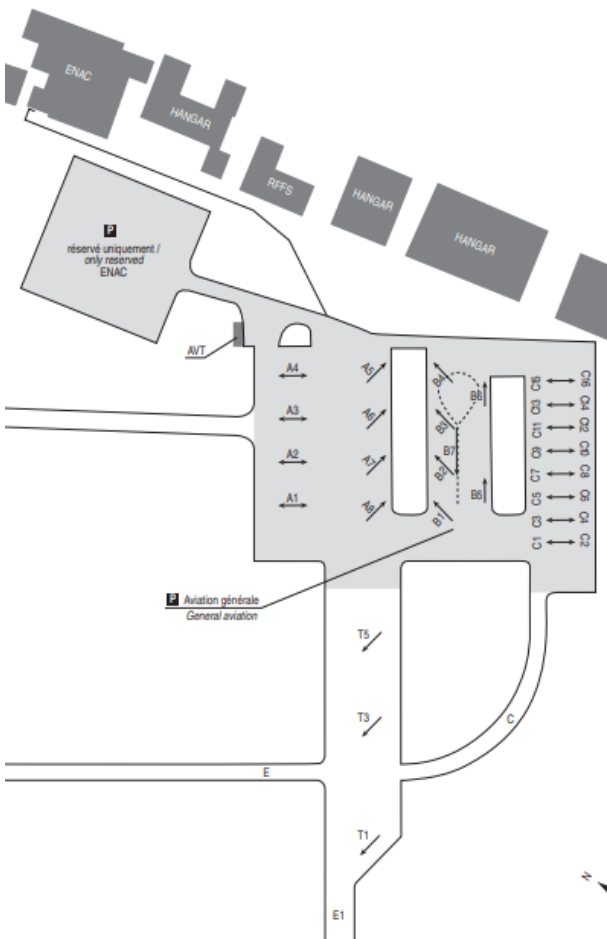 ENAC
HANGAR
RFFS
HANGAR
HANGAR
P
réservé uniquement /
only reserved
ENAC
AVT
A4
A3
A2
A1
A5
A6
A7
A8
B4
B3
B2
B1
B6
B7
B5
C15
C13
C11
C9
C7
C5
C3
C1
C16
C14
C12
C10
C8
C6
C4
C2
P Aviation générale
General aviation
T5
T3
C
E
T1
E1
N